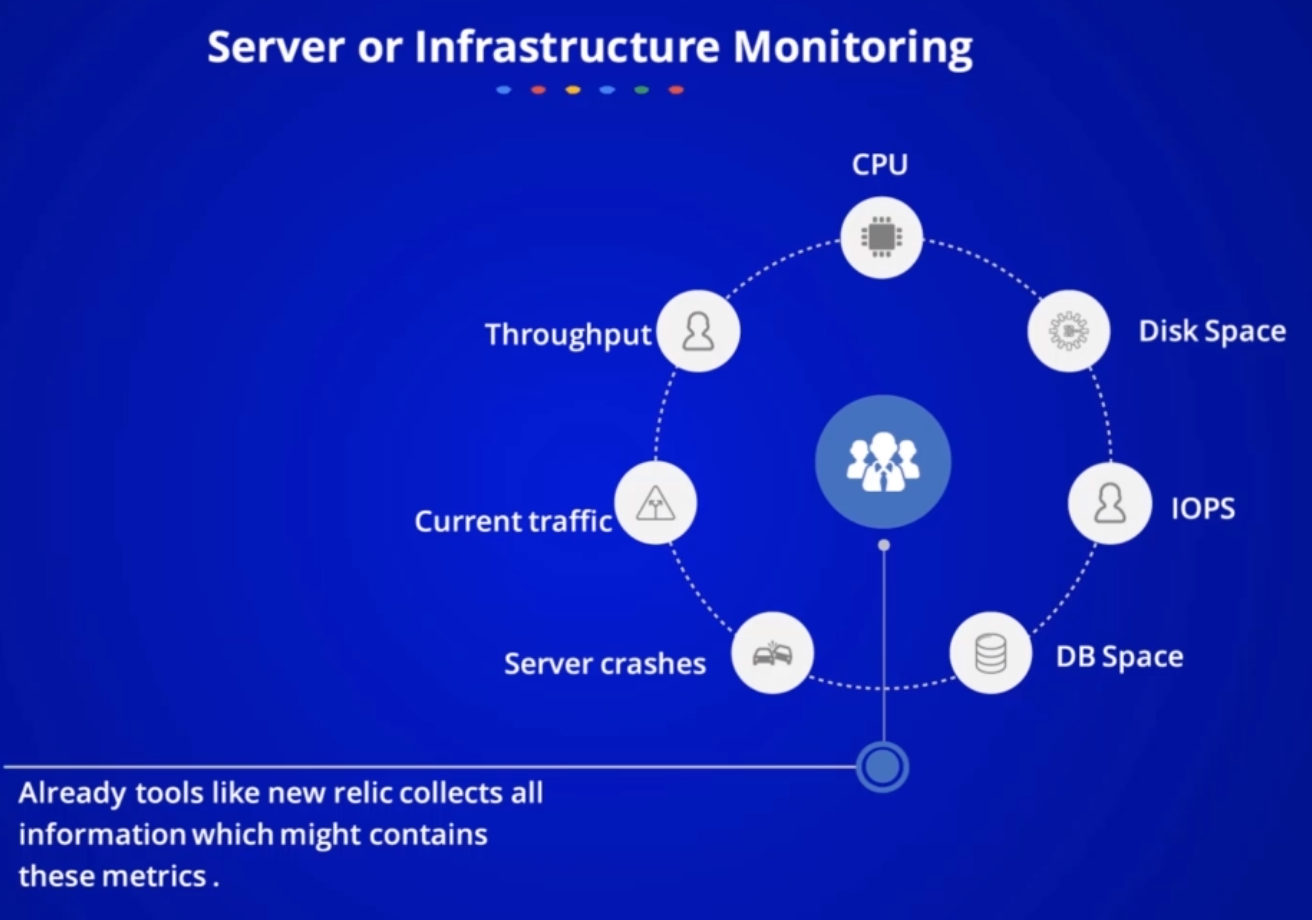 Server or Infrastructure Monitoring
CPU
Throughput
Disk Space
Current traffic
IOPS
Server crashes
DB Space
Already tools like new relic collects all
information which might contains
these metrics .